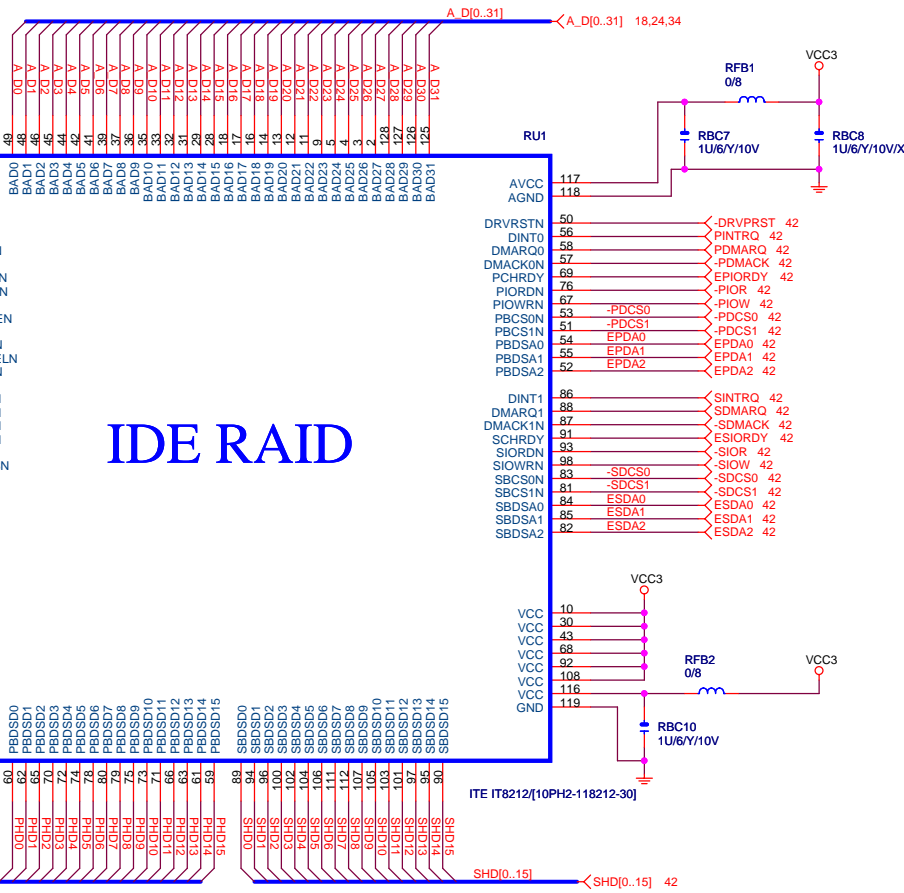 A_D[0..31]
A_D[0..31] 18,24,34
A_D0 A_D1 A_D2 A_D3 A_D4 A_D5 A_D6 A_D7 A_D8 A_D9 A_D10 A_D11 A_D12 A_D13 A_D14 A_D15 A_D16 A_D17 A_D18 A_D19 A_D20 A_D21 A_D22 A_D23 A_D24 A_D25 A_D26 A_D27 A_D28 A_D29 A_D30 A_D31
49 48 46 45 44 42 41 39 37 36 35 33 32 31 29 28 18 17 16 14 13 12 11 9 5 4 3 2 128 127 126 125
BAD0 BAD1 BAD2 BAD3 BAD4 BAD5 BAD6 BAD7 BAD8 BAD9 BAD10 BAD11 BAD12 BAD13 BAD14 BAD15 BAD16 BAD17 BAD18 BAD19 BAD20 BAD21 BAD22 BAD23 BAD24 BAD25 BAD26 BAD27 BAD28 BAD29 BAD30 BAD31
RU1
VCC3
RFB1
0/8
RBC7
1U/6/Y/10V
RBC8
1U/6/Y/10V/X
AVCC 117
AGND 118
DRVRSTN 50 -DRVPRST 42
DINT0 56 PINTRQ 42
DMARQ0 58 PDMARQ 42
DMACK0N 57 -PDMACK 42
PCHRDY 69 EPIORDY 42
PIORDN 76 -PIOR 42
PIOWRN 67 -PIOW 42
PBCS0N 53 -PDCS0 -PDCS0 42
PBCS1N 51 -PDCS1 -PDCS1 42
PBDSA0 54 EPDA0 EPDA0 42
PBDSA1 55 EPDA1 EPDA1 42
PBDSA2 52 EPDA2 EPDA2 42
DINT1 86 SINTRQ 42
DMARQ1 88 SDMARQ 42
DMACK1N 87 -SDMACK 42
SCHRDY 91 ESIORDY 42
SIORDN 93 -SIOR 42
SIOWRN 98 -SIOW 42
SBCS0N 83 -SDCS0 -SDCS0 42
SBCS1N 81 -SDCS1 -SDCS1 42
SBDSA0 84 ESDA0 ESDA0 42
SBDSA1 85 ESDA1 ESDA1 42
SBDSA2 82 ESDA2 ESDA2 42
N
N
N
EN
ELN
N
IDE RAID
VCC3
VCC 10
VCC 30
VCC 43
VCC 68
VCC 92
VCC 108
VCC 116
GND 119
RFB2
0/8
VCC3
RBC10
1U/6/Y/10V
PBDSD0 PBDSD1 PBDSD2 PBDSD3 PBDSD4 PBDSD5 PBDSD6 PBDSD7 PBDSD8 PBDSD9 PBDSD10 PBDSD11 PBDSD12 PBDSD13 PBDSD14 PBDSD15
SBDSD0 SBDSD1 SBDSD2 SBDSD3 SBDSD4 SBDSD5 SBDSD6 SBDSD7 SBDSD8 SBDSD9 SBDSD10 SBDSD11 SBDSD12 SBDSD13 SBDSD14 SBDSD15
60 62 65 70 72 74 78 80 79 75 73 71 66 63 61 59
89 94 96 100 102 104 106 111 112 107 105 103 101 97 95 90
ITE IT8212/[10PH2-118212-30]
PHD0 PHD1 PHD2 PHD3 PHD4 PHD5 PHD6 PHD7 PHD8 PHD9 PHD10 PHD11 PHD12 PHD13 PHD14 PHD15
SHD0 SHD1 SHD2 SHD3 SHD4 SHD5 SHD6 SHD7 SHD8 SHD9 SHD10 SHD11 SHD12 SHD13 SHD14 SHD15
SHD[0..15]
SHD[0..15] 42